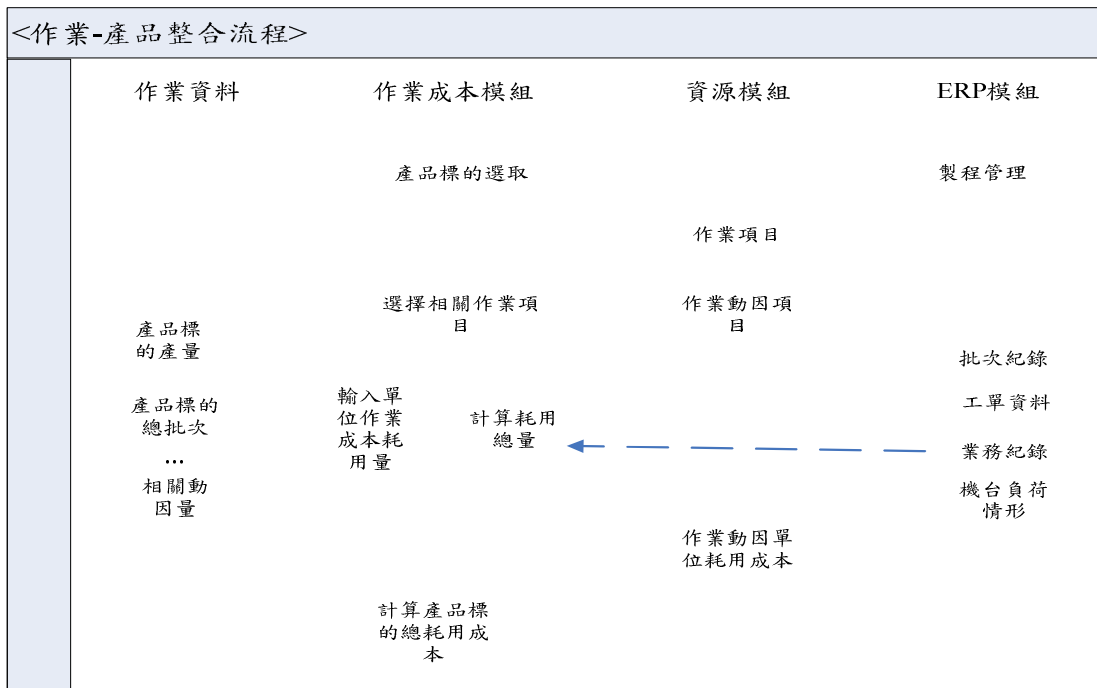 <作業-產品整合流程>
作業資料
作業成本模組
資源模組
ERP模組
產品標的選取
製程管理
作業項目
選擇相關作業項
目
作業動因項
目
產品標
的產量
批次紀錄
產品標的
總批次
...
相關動
因量
輸入單
位作業
成本耗
用量
計算耗用
總量
工單資料
業務紀錄
機台負荷
情形
作業動因單
位耗用成本
計算產品標
的總耗用成
本